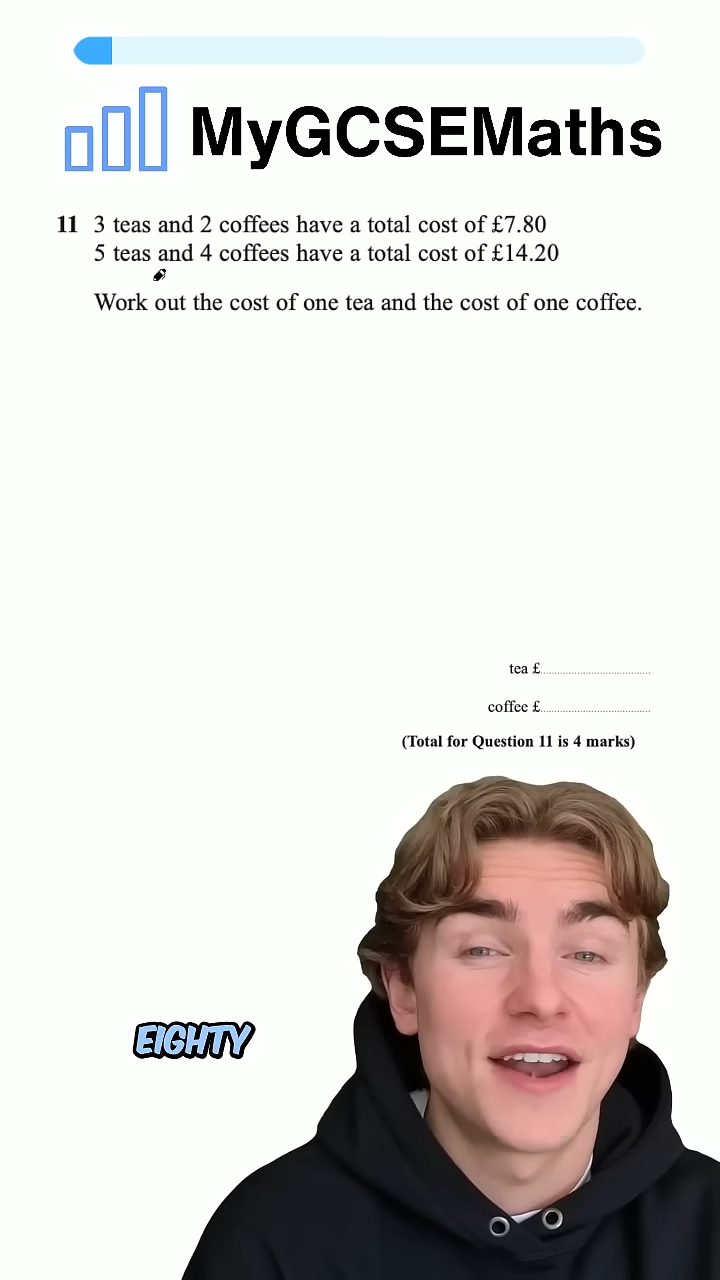 MyGCSEMaths
11 3 teas and 2 coffees have a total cost of £7.80
5 teas and 4 coffees have a total cost of £14.20
Work out the cost of one tea and the cost of one coffee.
tea £..............................
coffee £..............................
(Total for Question 11 is 4 marks)
EIGHTY